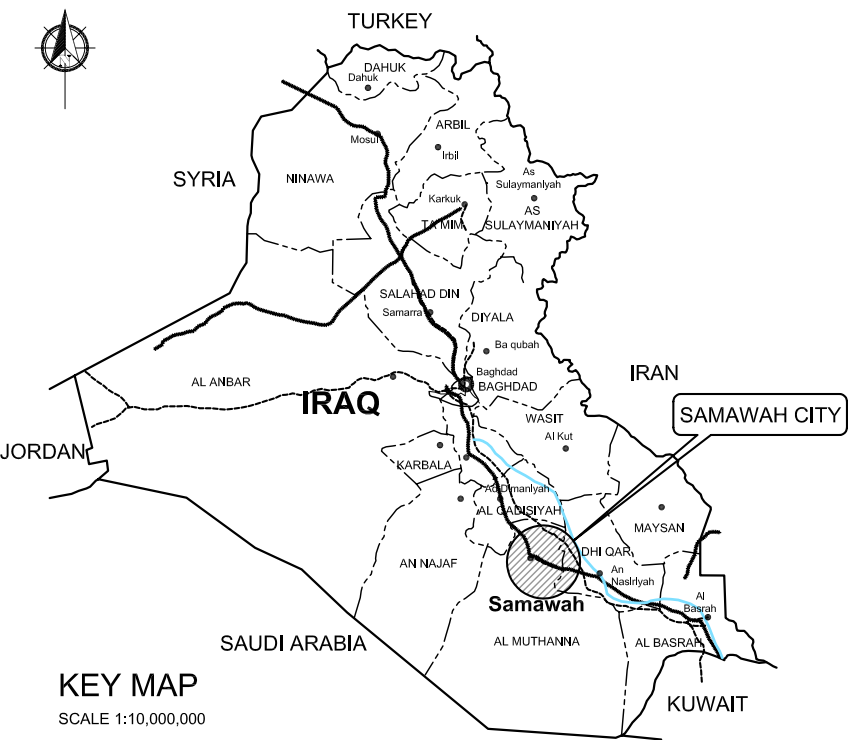 TURKEY
DAHUK
Dahuk
ARBIL
Mosul
Irbil
SYRIA
NINAWA
As
Sulaymanlyah
Karkuk
AS
SULAYMANIYAH
TA MIM
SALAHAD DIN
Samarra
DIYALA
Ba qubah
Baghdad
BAGHDAD
AL ANBAR
IRAN
IRAQ
SAMAWAH CITY
WASIT
Al Kut
JORDAN
KARBALA
Ad Dmanlyah
AL QADISIYAH
MAYSAN
DHI QAR
AN NAJAF
An
Naslrlyah
Samawah
Al
Basrah
SAUDI ARABIA
AL MUTHANNA
AL BASRAH
KEY MAP
KUWAIT
SCALE 1:10,000,000